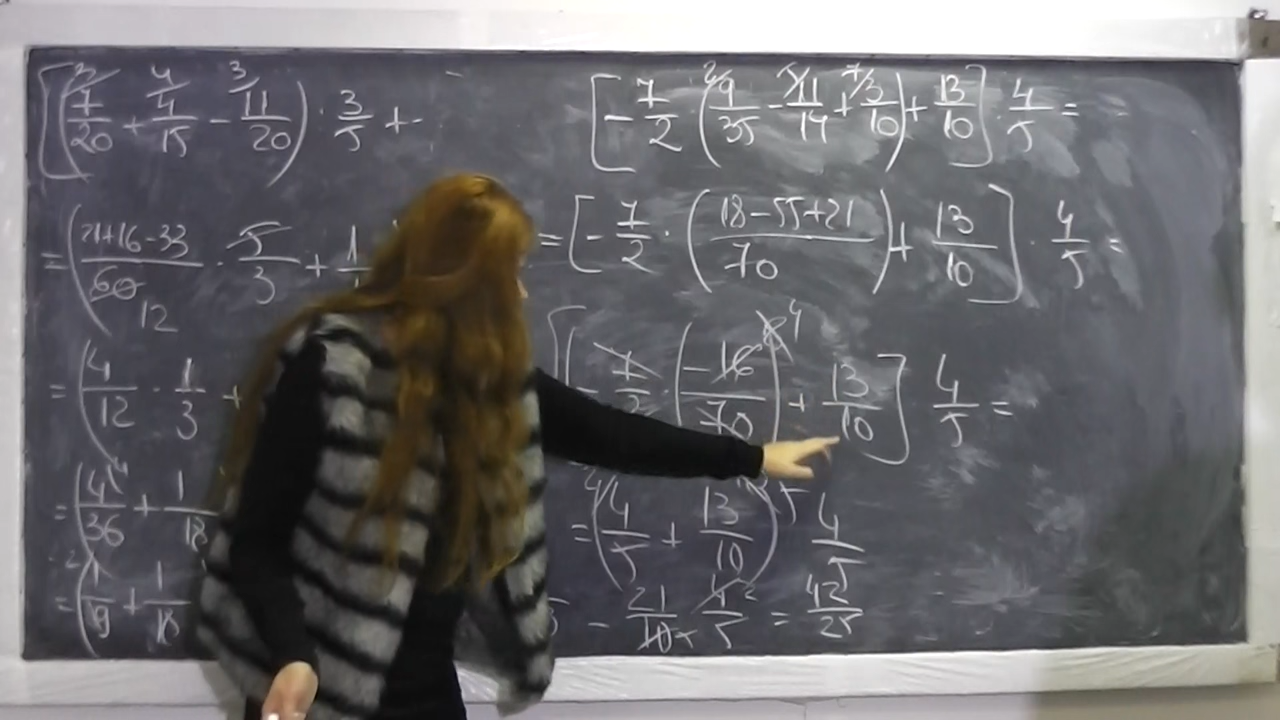 [(7/20 + 4/15 - 11/20) · 3/5 +
= (21+16-33/60 · 5/3 + 1
12
= (4/12 · 1/3 +
= (4/36 + 1/18
= (1/9 + 1/18
[- 7/2 · (9/35 - 11/14 + 3/10) + 13/10] · 4/5 =
= [- 7/2 · (18-55+21/70) + 13/10] · 4/5 =
[- 7/2 · (-16/70) + 13/10] 4/5 =
= (4/5 + 13/10) 4/5
= 21/10 · 4/5 = 42/25